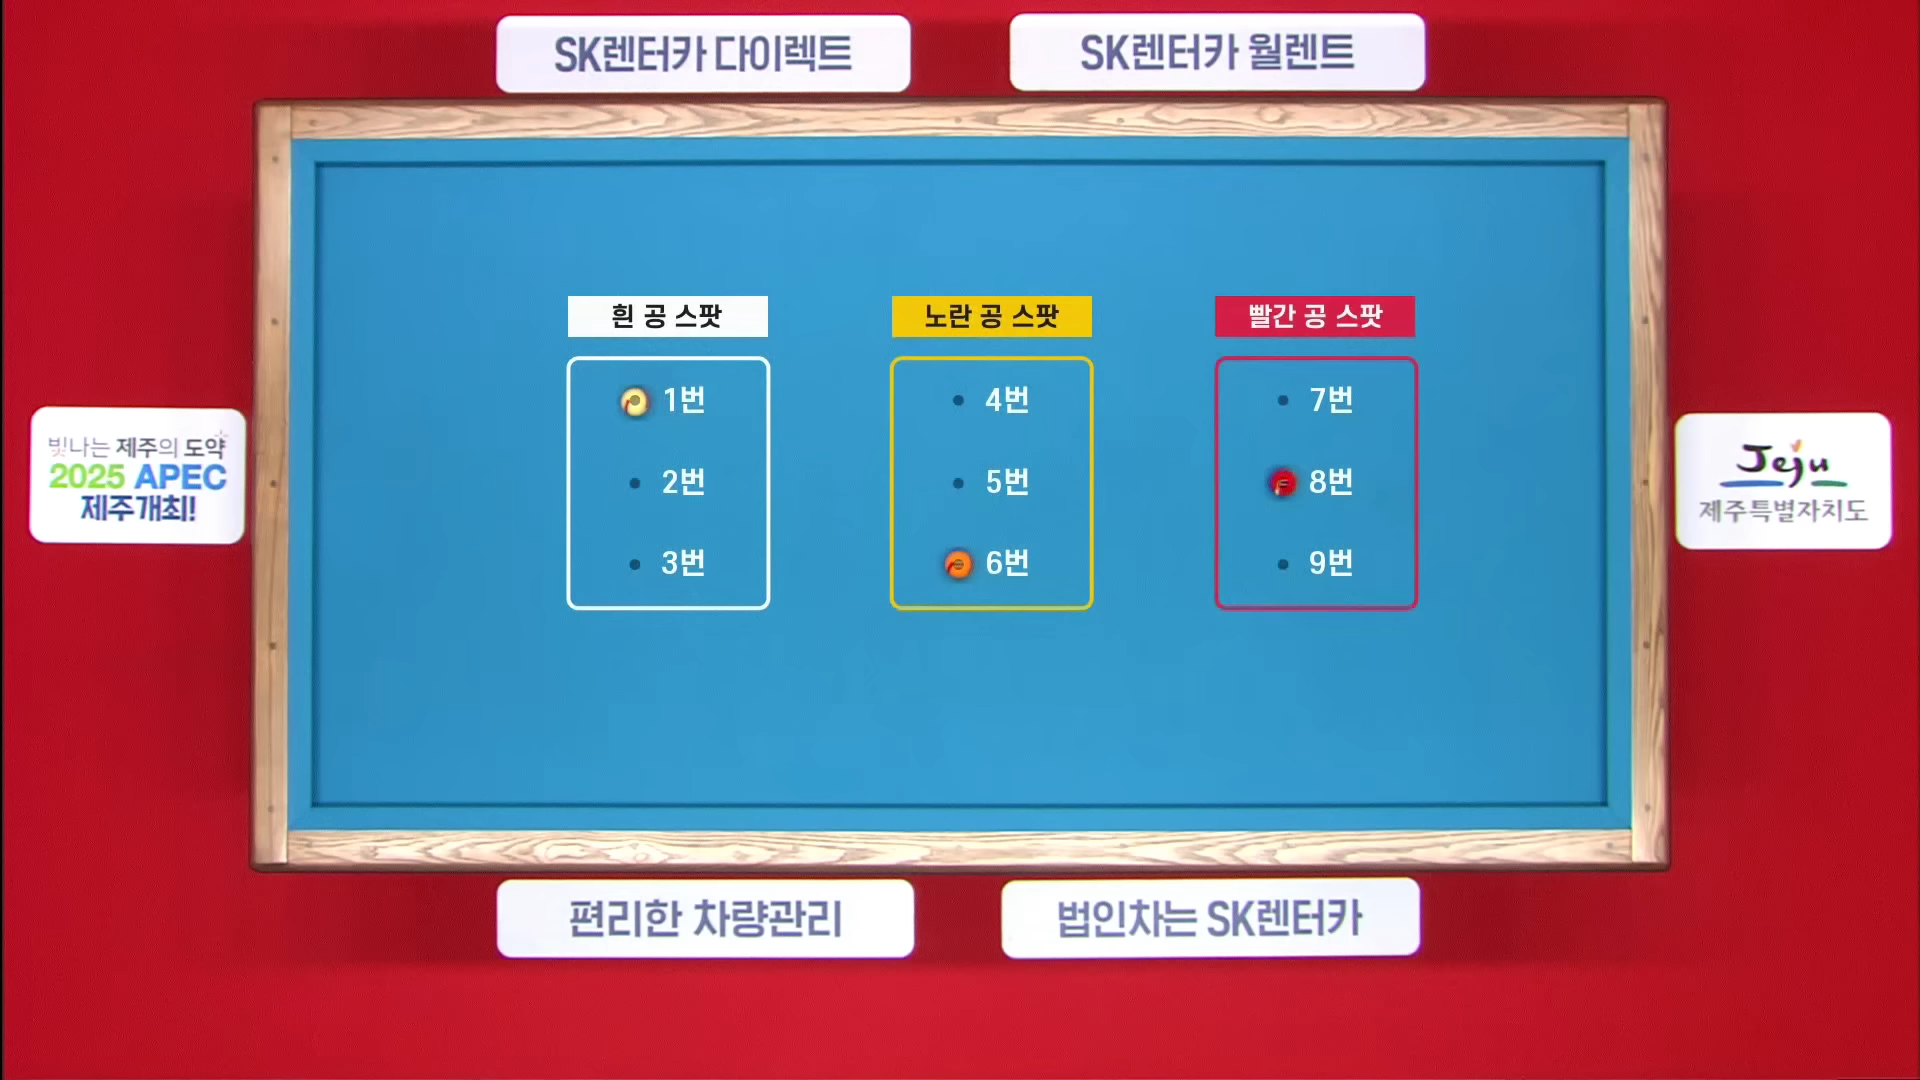 SK렌터카 다이렉트
SK렌터카 월렌트
흰 공 스팟
노란 공 스팟
빨간 공 스팟
1번
4번
7번
2번
5번
8번
3번
6번
9번
빛나는 제주의 도약
2025 APEC
제주개최!
Jeju
제주특별자치도
편리한 차량관리
법인차는 SK렌터카